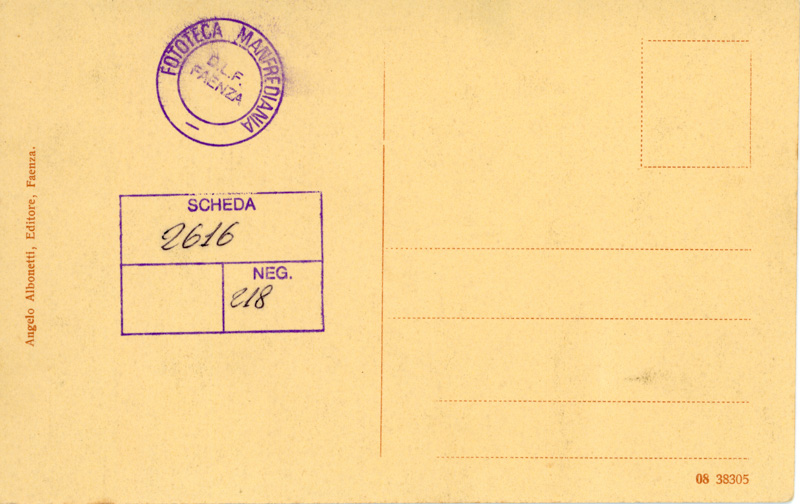 FOTOTECA MANFREDIANA
D.L.F.
FAENZA
SCHEDA
2616
NEG.
218
Angelo Albonetti, Editore, Faenza.
08 38305